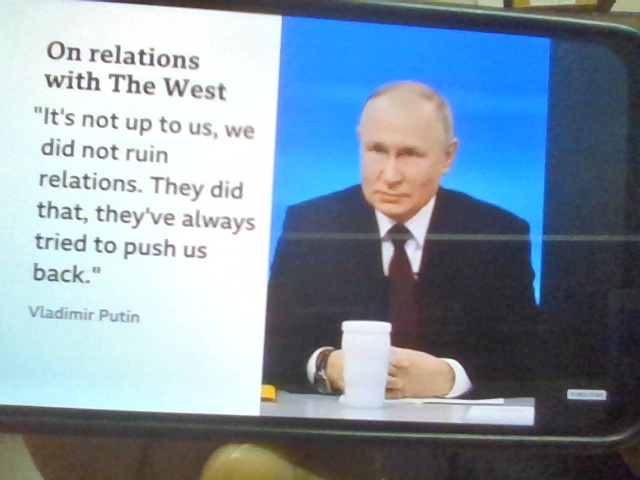 On relations
with The West
"It's not up to us, we
did not ruin
relations. They did
that, they've always
tried to push us
back."
Vladimir Putin